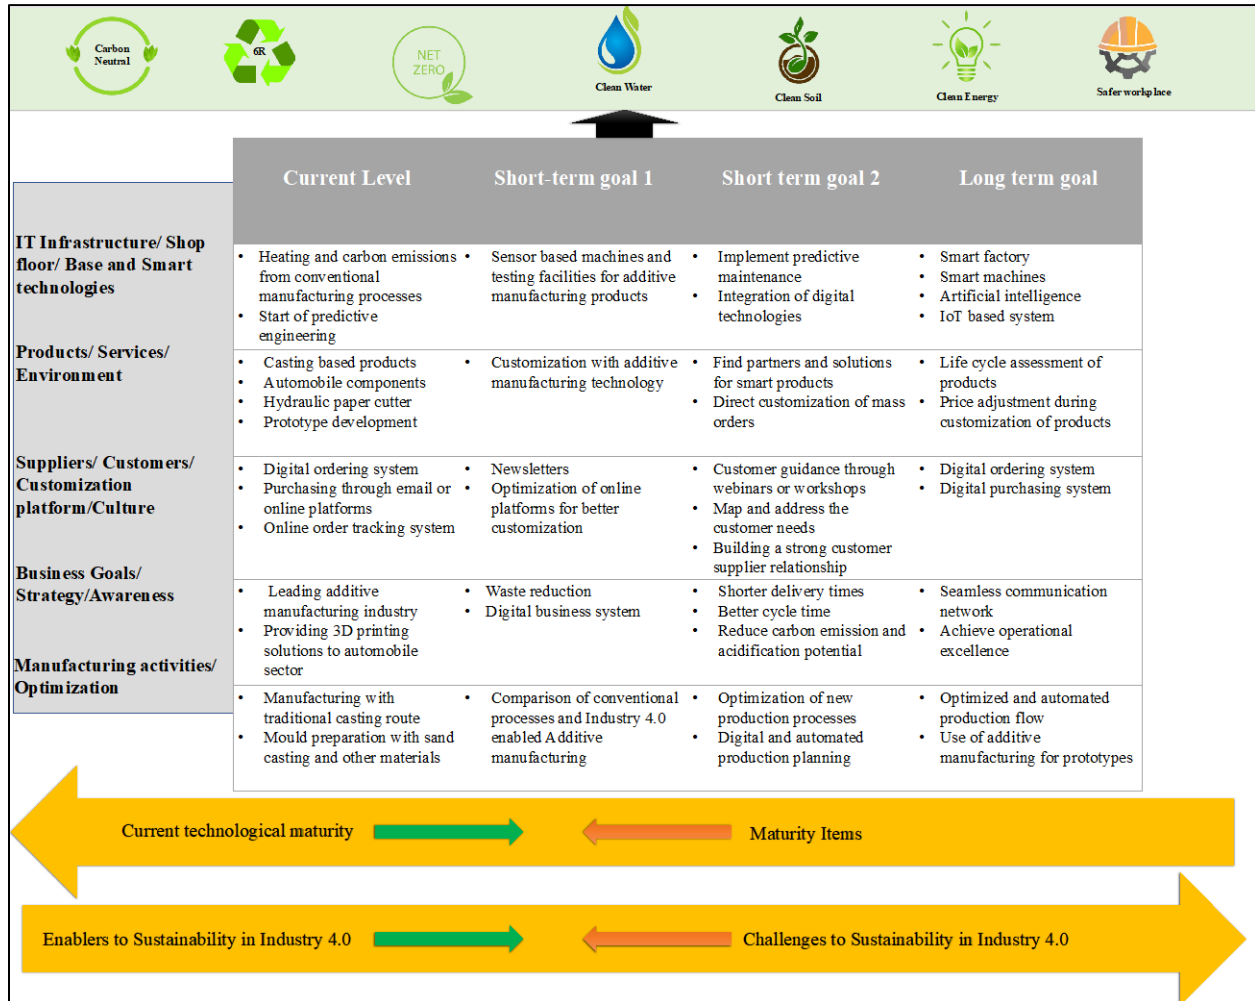 Carbon
Neutral
6R
NET
ZERO
Clean Water
Clean Soil
Clean Energy
Safer workplace
Current Level
Short-term goal 1
Short term goal 2
Long term goal
IT Infrastructure/ Shop
floor/ Base and Smart
technologies
• Heating and carbon emissions
from conventional
manufacturing processes
• Start of predictive
engineering
• Sensor based machines and
testing facilities for additive
manufacturing products
• Implement predictive
maintenance
• Integration of digital
technologies
• Smart factory
• Smart machines
• Artificial intelligence
• IoT based system
Products/ Services/
Environment
• Casting based products
• Automobile components
• Hydraulic paper cutter
• Prototype development
• Customization with additive
manufacturing technology
• Find partners and solutions
for smart products
• Direct customization of mass
orders
• Life cycle assessment of
products
• Price adjustment during
customization of products
Suppliers/ Customers/
Customization
platform/Culture
• Digital ordering system
• Purchasing through email or
online platforms
• Online order tracking system
• Newsletters
• Optimization of online
platforms for better
customization
• Customer guidance through
webinars or workshops
• Map and address the
customer needs
• Building a strong customer
supplier relationship
• Digital ordering system
• Digital purchasing system
Business Goals/
Strategy/Awareness
• Leading additive
manufacturing industry
• Providing 3D printing
solutions to automobile
sector
• Waste reduction
• Digital business system
• Shorter delivery times
• Better cycle time
• Reduce carbon emission and
acidification potential
• Seamless communication
network
• Achieve operational
excellence
Manufacturing activities/
Optimization
• Manufacturing with
traditional casting route
• Mould preparation with sand
casting and other materials
• Comparison of conventional
processes and Industry 4.0
enabled Additive
manufacturing
• Optimization of new
production processes
• Digital and automated
production planning
• Optimized and automated
production flow
• Use of additive
manufacturing for prototypes
Current technological maturity
Maturity Items
Enablers to Sustainability in Industry 4.0
Challenges to Sustainability in Industry 4.0